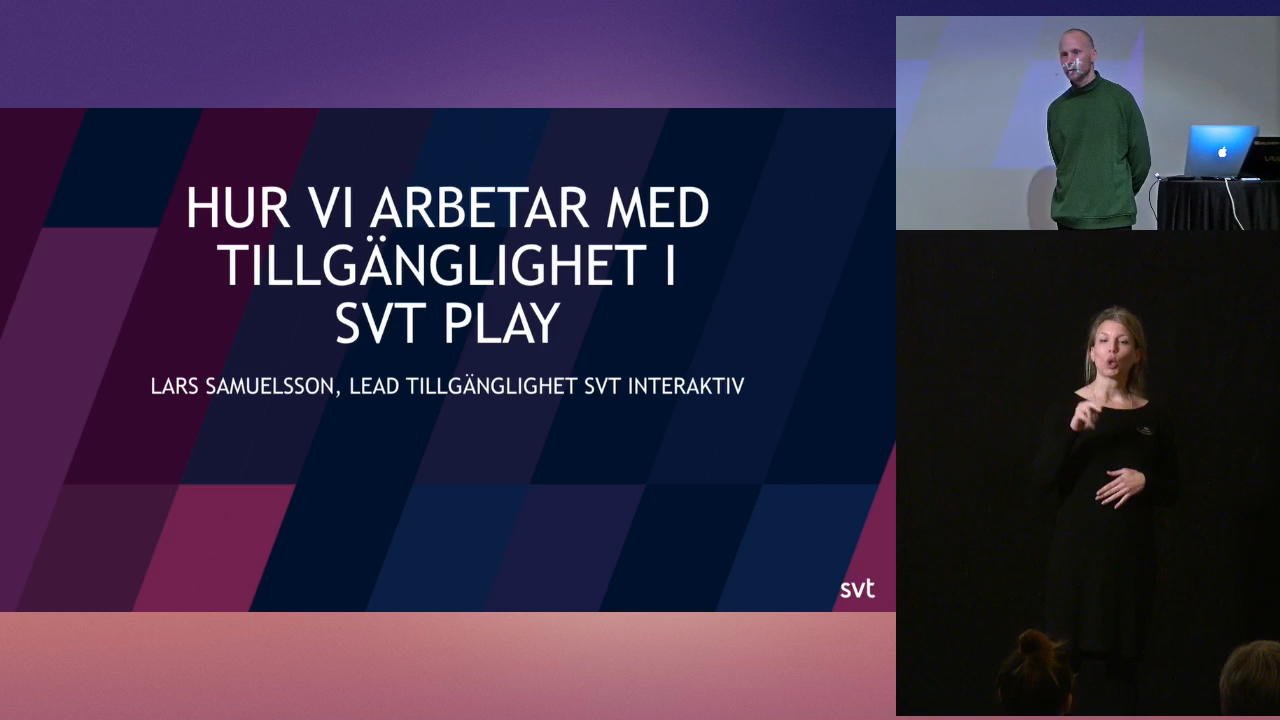 HUR VI ARBETAR MED
TILLGÄNGLIGHET I
SVT PLAY
LARS SAMUELSSON, LEAD TILLGÄNGLIGHET SVT INTERAKTIV
svt